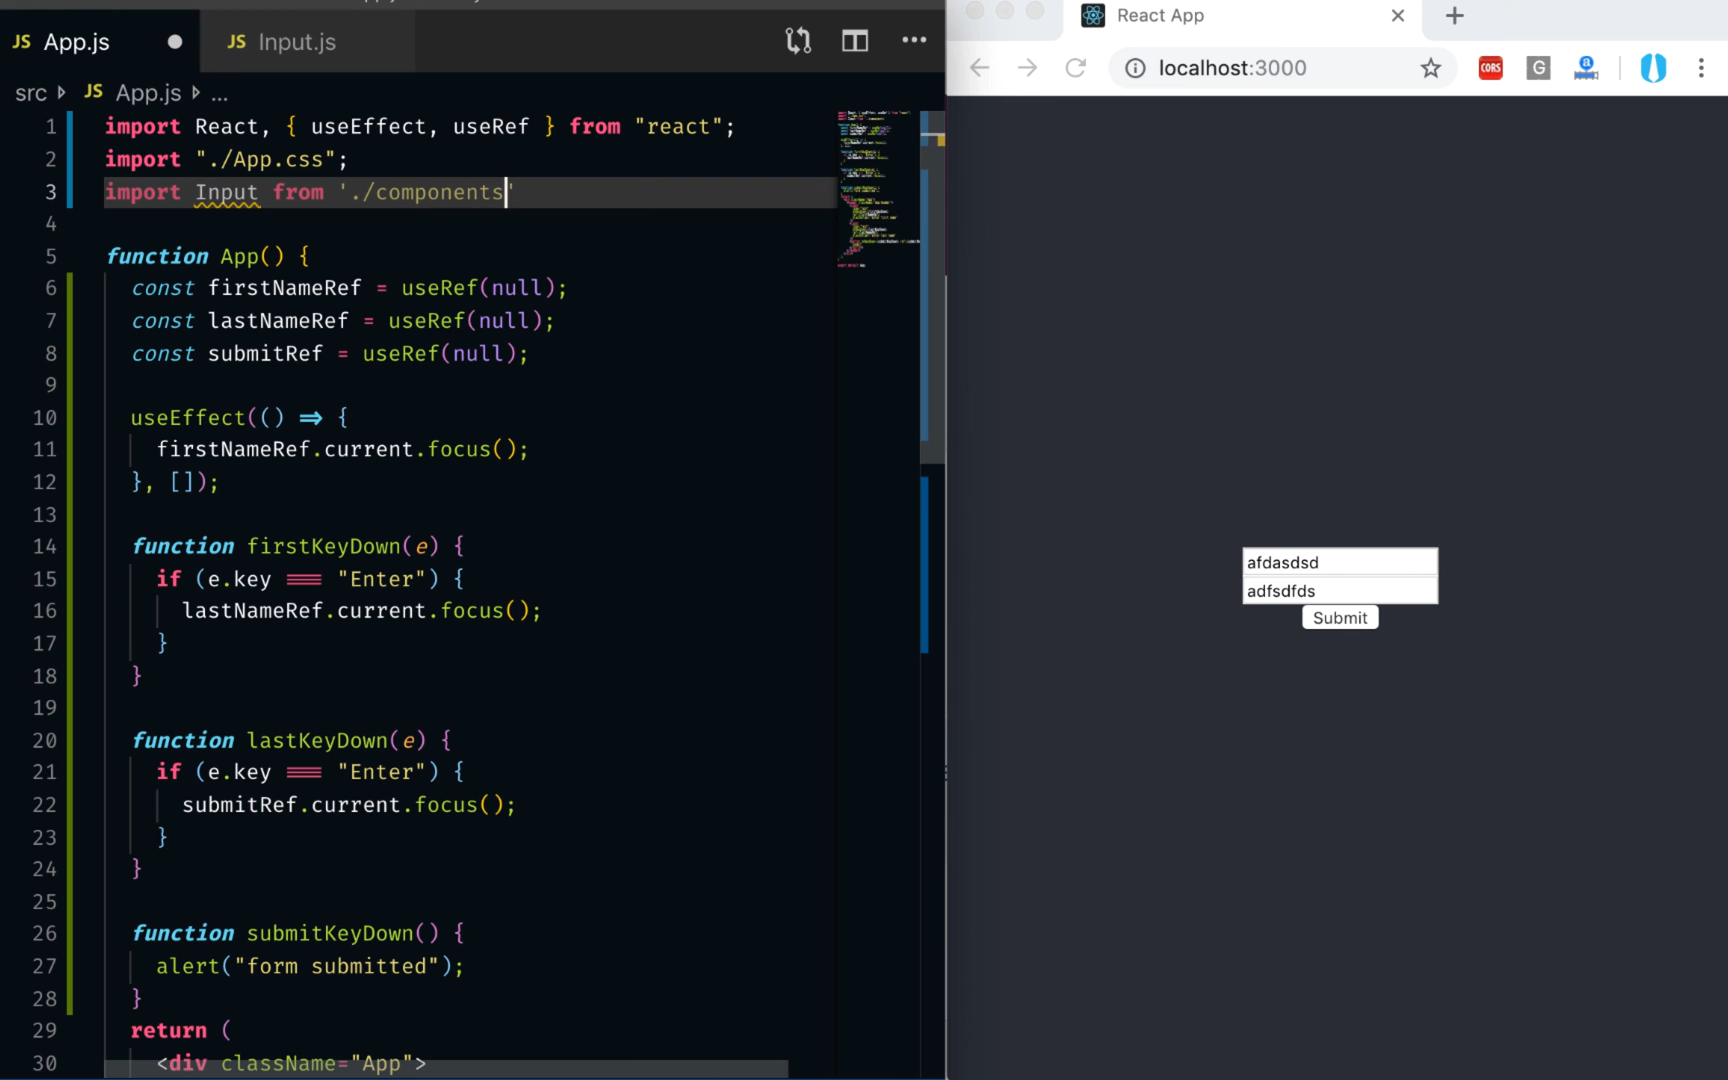 JS App.js
JS Input.js
src JS App.js ...
1 import React, { useEffect, useRef } from "react";
2 import "./App.css";
3 import Input from './components'
4
5 function App() {
6 const firstNameRef = useRef(null);
7 const lastNameRef = useRef(null);
8 const submitRef = useRef(null);
9
10 useEffect(() => {
11 firstNameRef.current.focus();
12 }, []);
13
14 function firstKeyDown(e) {
15 if (e.key === "Enter") {
16 lastNameRef.current.focus();
17 }
18 }
19
20 function lastKeyDown(e) {
21 if (e.key === "Enter") {
22 submitRef.current.focus();
23 }
24 }
25
26 function submitKeyDown() {
27 alert("form submitted");
28 }
29 return (
30 <div className="App">
React App
localhost:3000
CORS
G
a
afdasdsd
adfsdfds
Submit